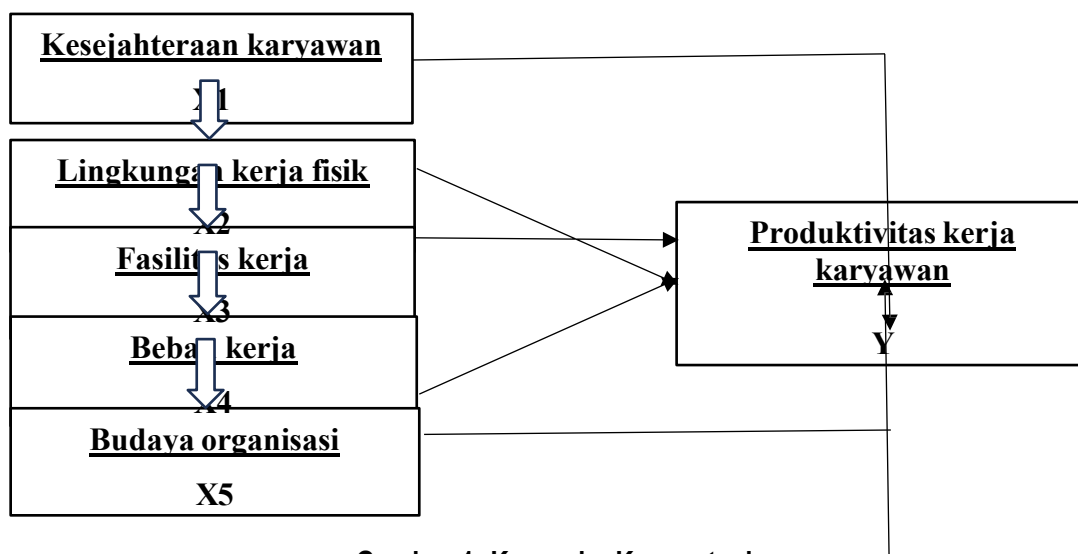 Kesejahteraan karyawan
X1
Lingkungan kerja fisik
X2
Fasilitas kerja
X3
Beban kerja
X4
Budaya organisasi
X5
Produktivitas kerja
karyawan
Y